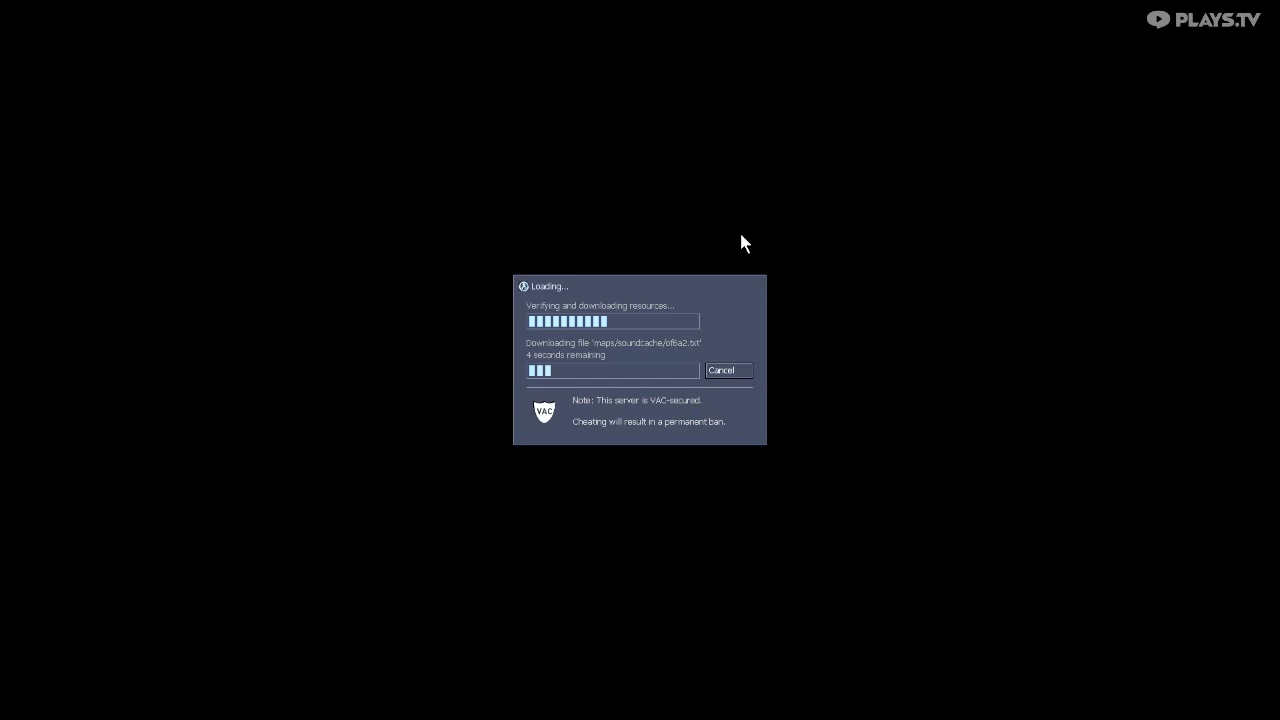 PLAYS.TV
Loading...
Verifying and downloading resources...
Downloading file 'maps/soundcache/of6a2.txt'
4 seconds remaining
Cancel
Note: This server is VAC-secured.
VAC
Cheating will result in a permanent ban.